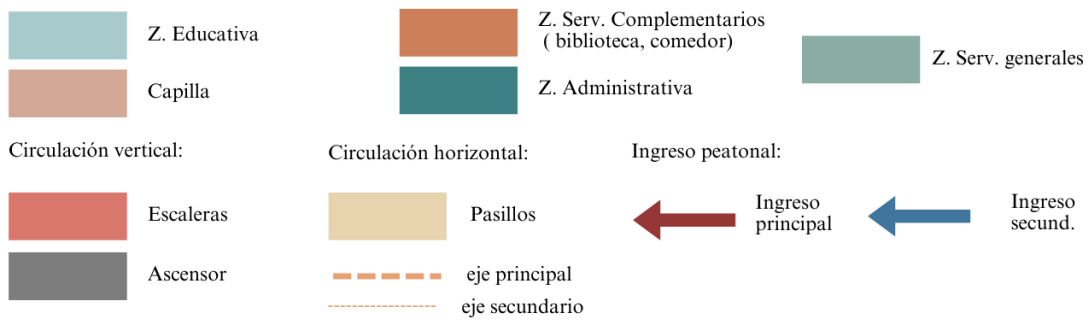 Z. Educativa
Z. Serv. Complementarios
( biblioteca, comedor)
Z. Serv. generales
Capilla
Z. Administrativa
Circulación vertical:
Circulación horizontal:
Ingreso peatonal:
Escaleras
Pasillos
Ingreso
principal
Ingreso
secund.
Ascensor
eje principal
eje secundario